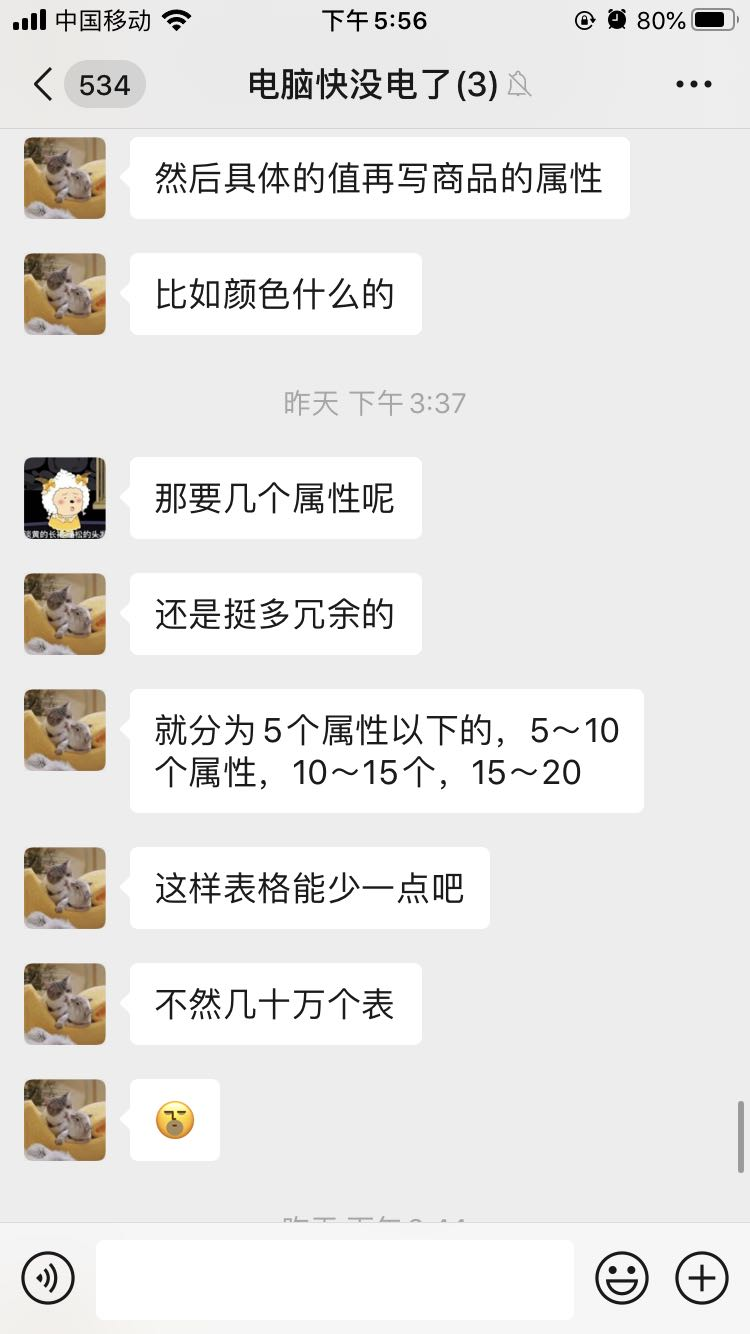 中国移动
下午5:56
80%
534
电脑快没电了(3)
然后具体的值再写商品的属性
比如颜色什么的
昨天 下午3:37
那要几个属性呢
还是挺多冗余的
就分为5个属性以下的，5～10
个属性，10～15个，15～20
这样表格能少一点吧
不然几十万个表